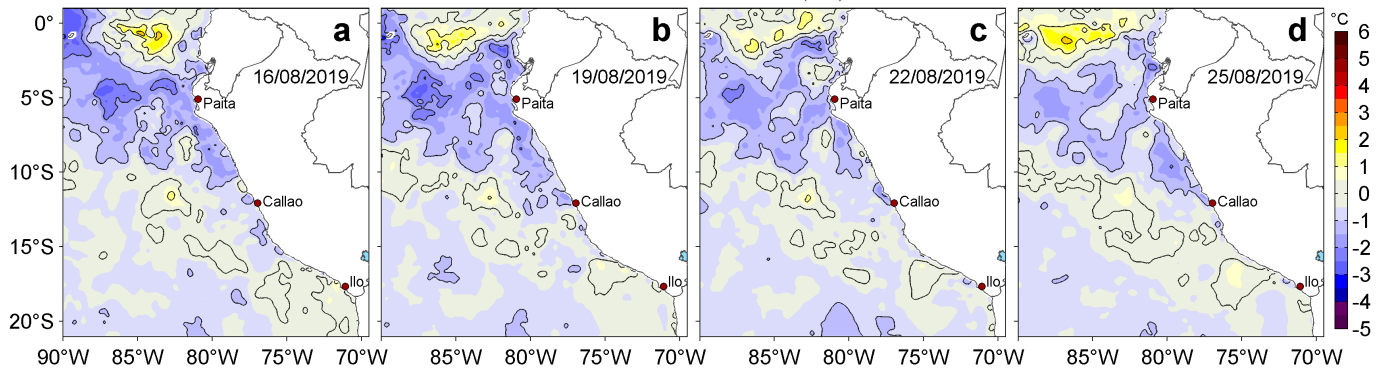 a b c d
°C
16/08/2019 19/08/2019 22/08/2019 25/08/2019
0°
5°S
10°S
15°S
20°S
Paita Paita Paita Paita
Callao Callao Callao Callao
Ilo Ilo Ilo Ilo
90°W 85°W 80°W 75°W 70°W 85°W 80°W 75°W 70°W 85°W 80°W 75°W 70°W 85°W 80°W 75°W 70°W
6
5
4
3
2
1
0
-1
-2
-3
-4
-5